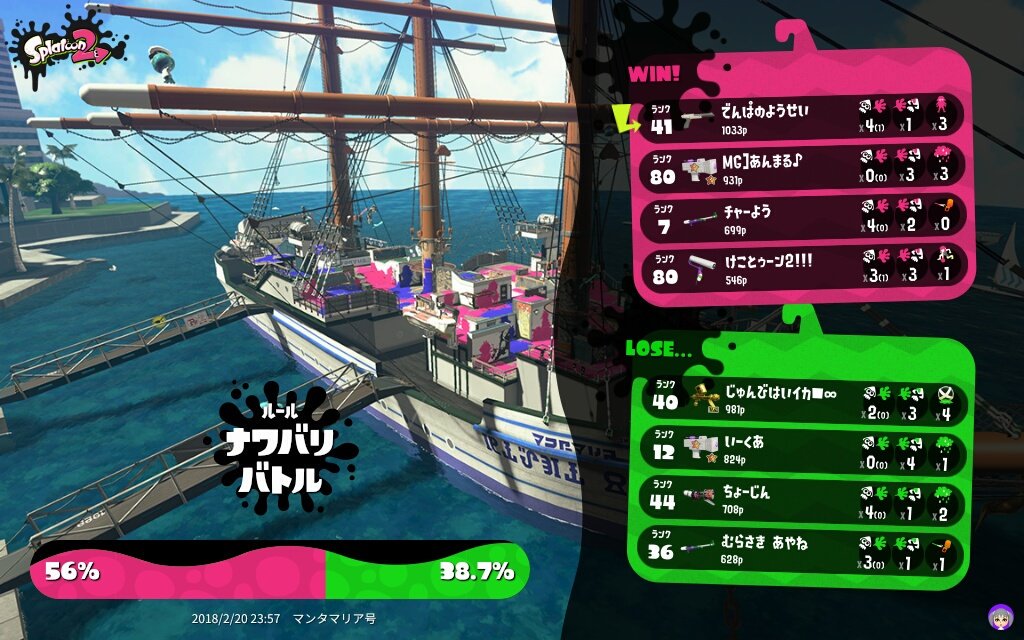 Splatoon 2
WIN!
ランク 41 でんぱのようせい 1033p x4(1) x1 x3
ランク 80 MG]あんまる♪ 931p x0(0) x3 x3
ランク 7 チャーよう 699p x4(0) x2 x0
ランク 80 けことぅーン2!!! 546p x3(1) x3 x1
LOSE...
ランク 40 じゅんびはいイカ■∞ 981p x2(0) x3 x4
ランク 12 いーくあ 824p x0(0) x4 x1
ランク 44 ちょーじん 708p x4(0) x1 x2
ランク 36 むらさき あやね 628p x3(0) x1 x1
ルール
ナワバリ
バトル
56% 38.7%
2018/2/20 23:57 マンタマリア号